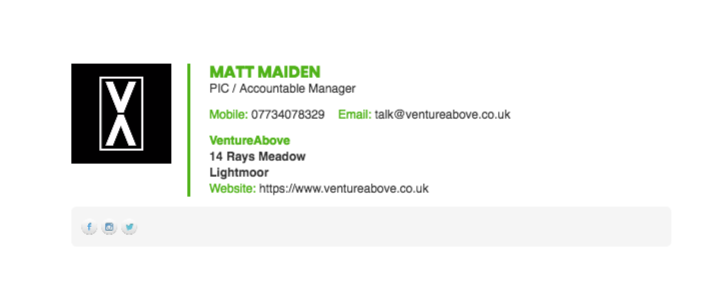 MATT MAIDEN
PIC / Accountable Manager
Mobile: 07734078329 Email: talk@ventureabove.co.uk
VentureAbove
14 Rays Meadow
Lightmoor
Website: https://www.ventureabove.co.uk